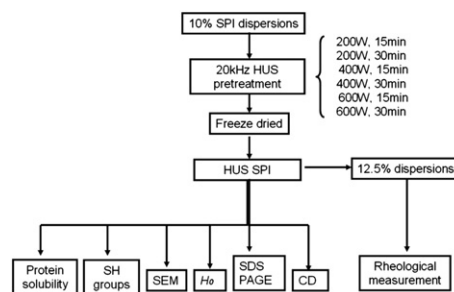 10% SPI dispersions
200W, 15min
200W, 30min
400W, 15min
400W, 30min
600W, 15min
600W, 30min
20kHz HUS
pretreatment
Freeze dried
HUS SPI
12.5% dispersions
Protein
solubility
SH
groups
SEM
Ho
SDS
PAGE
CD
Rheological
measurement